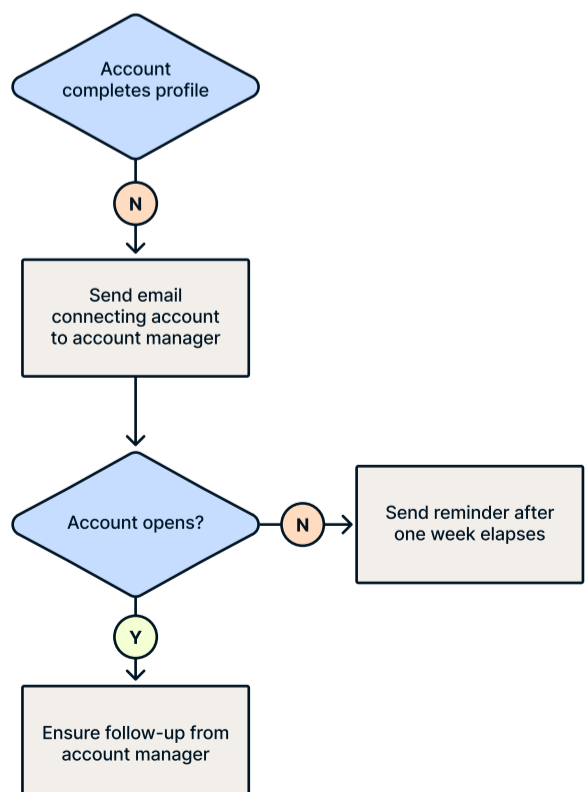 Account
completes profile
N
Send email
connecting account
to account manager
Account opens?
N
Send reminder after
one week elapses
Y
Ensure follow-up from
account manager